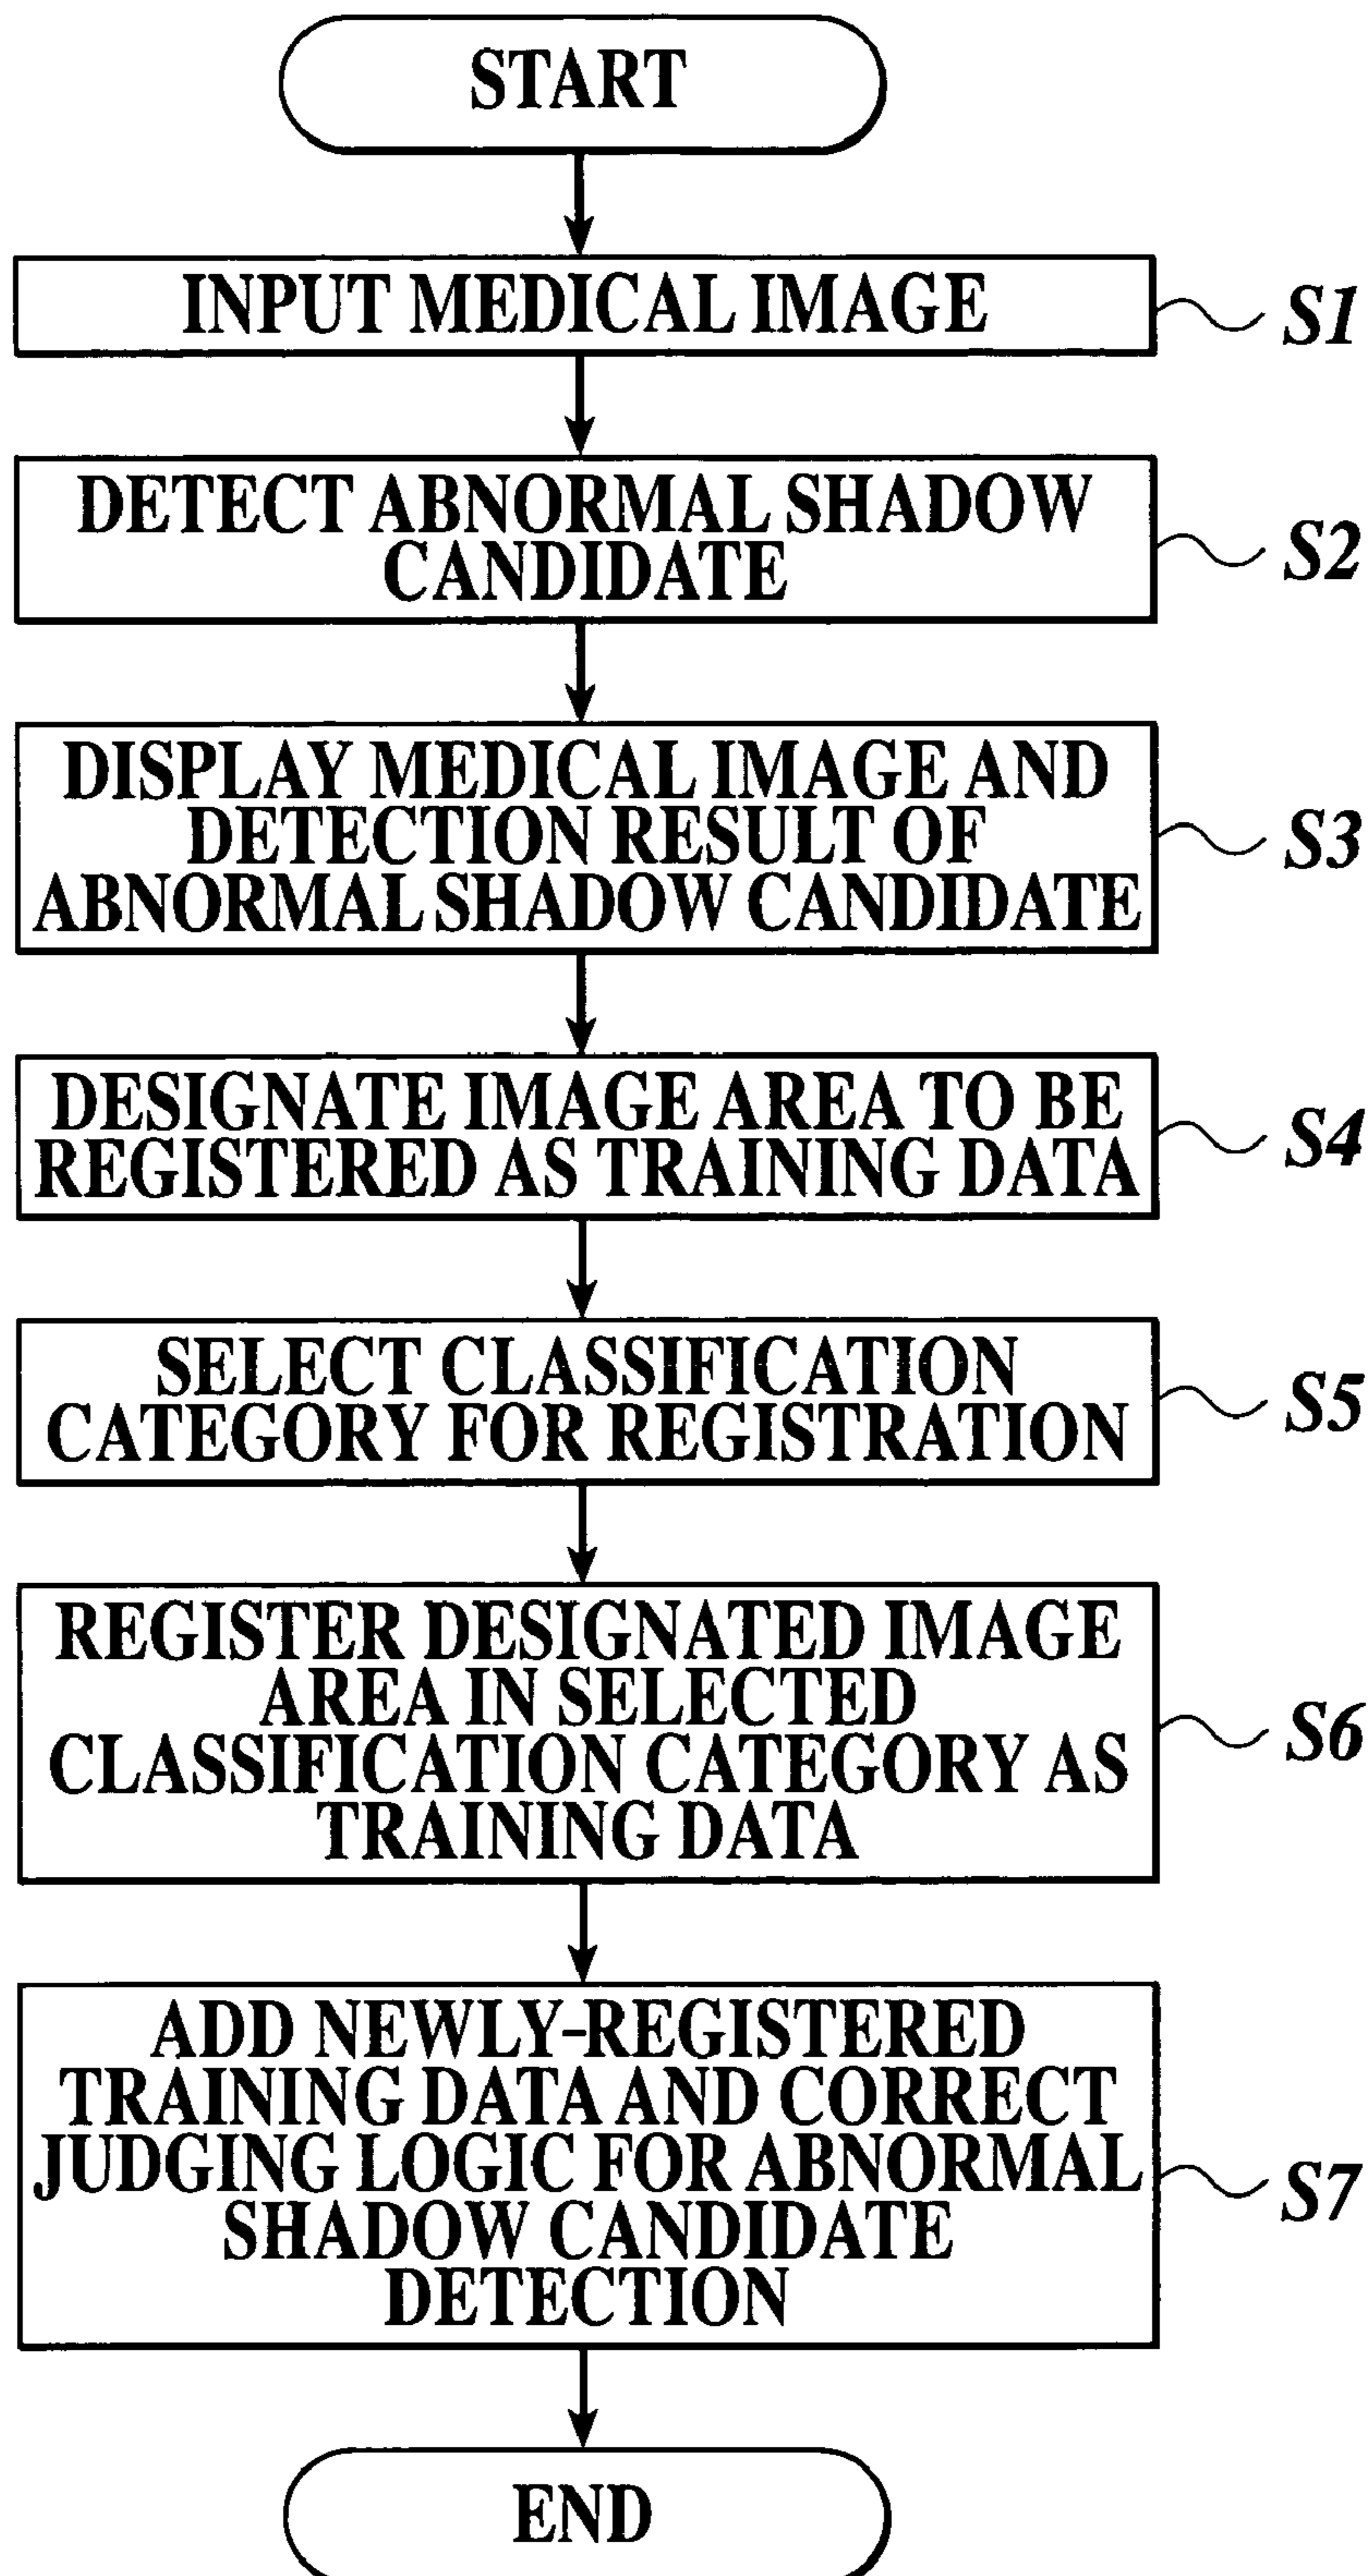 START
INPUT MEDICAL IMAGE
S1
DETECT ABNORMAL SHADOW
CANDIDATE
S2
DISPLAY MEDICAL IMAGE AND
DETECTION RESULT OF
ABNORMAL SHADOW CANDIDATE
S3
DESIGNATE IMAGE AREA TO BE
REGISTERED AS TRAINING DATA
S4
SELECT CLASSIFICATION
CATEGORY FOR REGISTRATION
S5
REGISTER DESIGNATED IMAGE
AREA IN SELECTED
CLASSIFICATION CATEGORY AS
TRAINING DATA
S6
ADD NEWLY-REGISTERED
TRAINING DATA AND CORRECT
JUDGING LOGIC FOR ABNORMAL
SHADOW CANDIDATE
DETECTION
S7
END